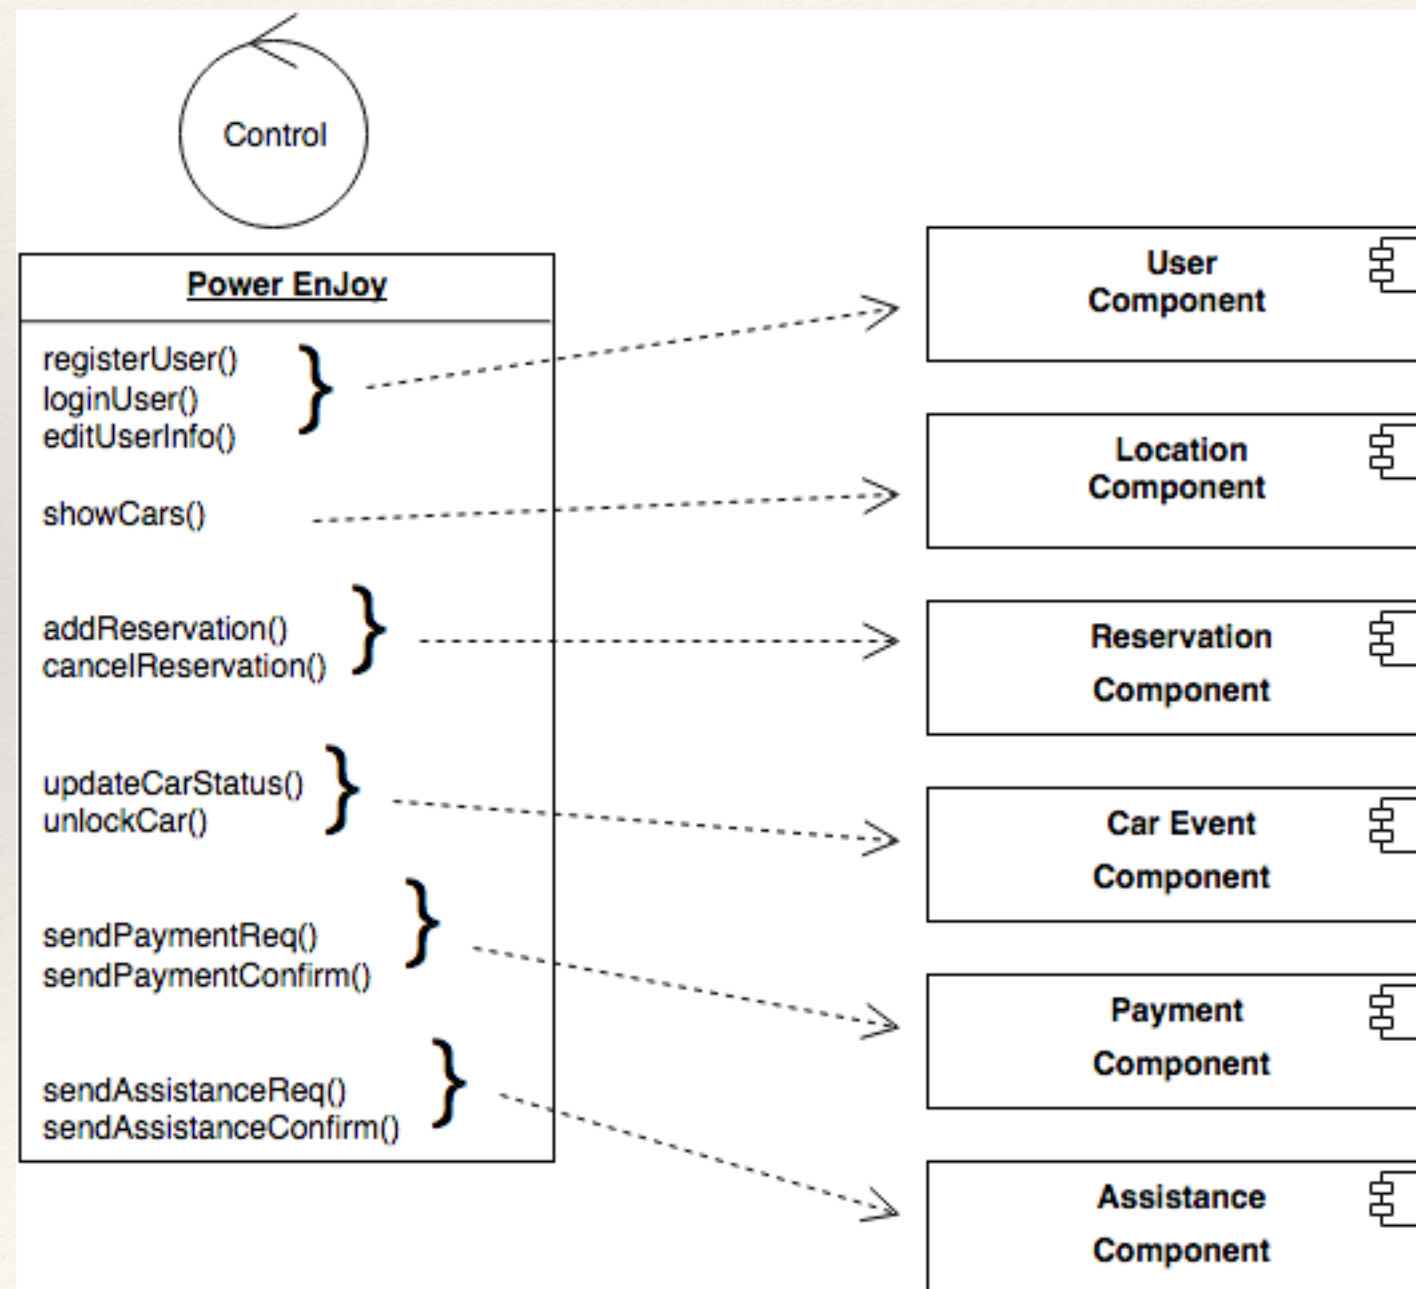 Control
Power EnJoy
registerUser()
loginUser()
editUserInfo()
showCars()
addReservation()
cancelReservation()
updateCarStatus()
unlockCar()
sendPaymentReq()
sendPaymentConfirm()
sendAssistanceReq()
sendAssistanceConfirm()
User
Component
Location
Component
Reservation
Component
Car Event
Component
Payment
Component
Assistance
Component